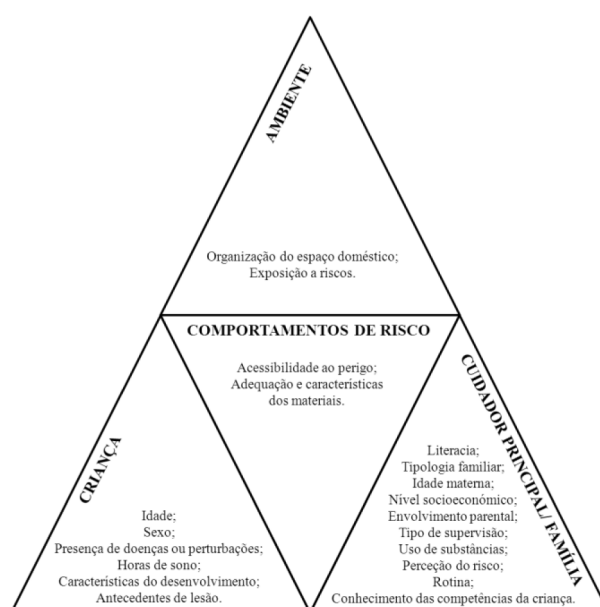 AMBIENTE
Organização do espaço doméstico;
Exposição a riscos.
COMPORTAMENTOS DE RISCO
Acessibilidade ao perigo;
Adequação e características
dos materiais.
CRIANÇA
Idade;
Sexo;
Presença de doenças ou perturbações;
Horas de sono;
Características do desenvolvimento;
Antecedentes de lesão.
CUIDADOR PRINCIPAL/ FAMÍLIA
Literacia;
Tipologia familiar;
Idade materna;
Nível socioeconómico;
Envolvimento parental;
Tipo de supervisão;
Uso de substâncias;
Perceção do risco;
Rotina;
Conhecimento das competências da criança.